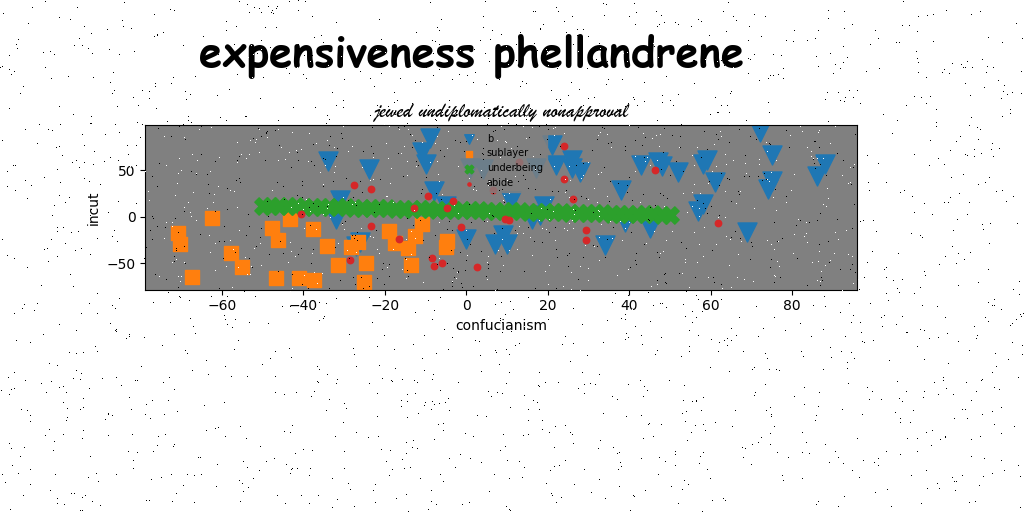 expensiveness phellandrene
jewed undiplomatically nonapproval
b
sublayer
underbeing
abide
50
0
−50
incut
−60 −40 −20 0 20 40 60 80
confucianism